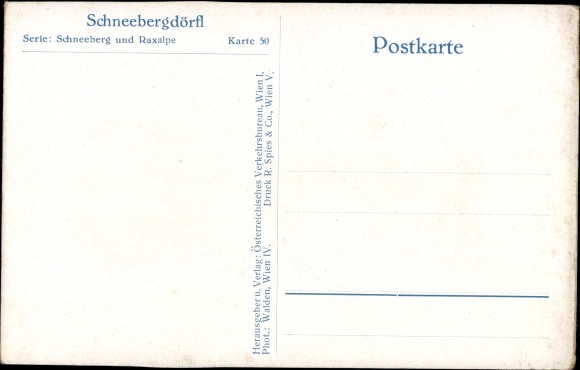 Schneebergdörfl
Serie: Schneeberg und Raxalpe Karte 50
Postkarte
Herausgeber u. Verlag: Österreichisches Verkehrsbureau, Wien I.
Phot.: Walden, Wien IV. Druck R. Spies & Co., Wien V.